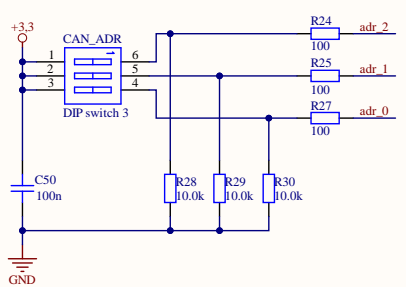 +3,3
CAN_ADR
1
1 6
2 5
3 4
DIP switch 3
R24
100
adr_2
R25
100
adr_1
R27
100
adr_0
C50
100n
R28
10.0k
R29
10.0k
R30
10.0k
GND